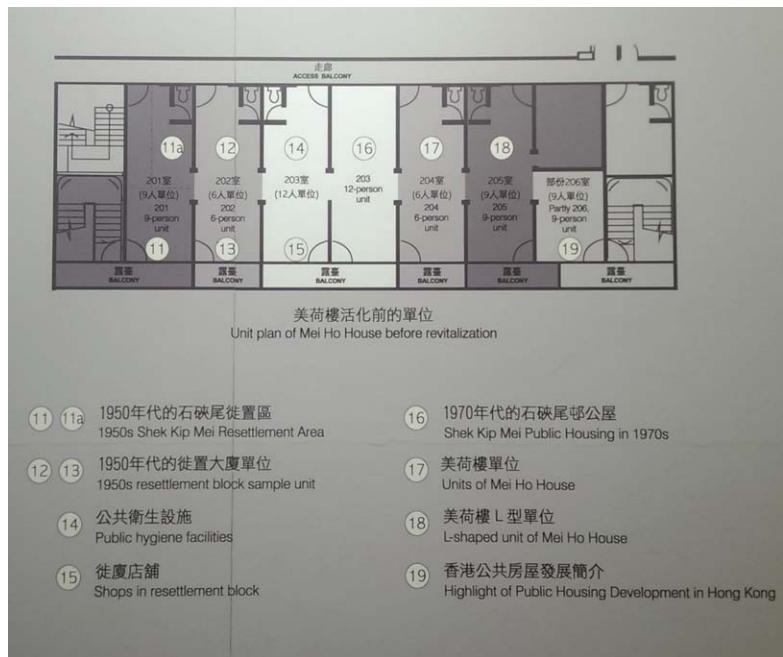 走廊
ACCESS BALCONY
11a
12
14
16
17
18
201室
(9人單位)
201
9-person
unit
202室
(6人單位)
202
6-person
unit
203室
(12人單位)
203
12-person
unit
204室
(6人單位)
204
6-person
unit
205室
(9人單位)
205
9-person
unit
部份206室
(9人單位)
Partly 206,
9-person
unit
11
13
15
19
露臺
BALCONY
露臺
BALCONY
露臺
BALCONY
露臺
BALCONY
露臺
BALCONY
露臺
BALCONY
美荷樓活化前的單位
Unit plan of Mei Ho House before revitalization
11 11a 1950年代的石硤尾徙置區
1950s Shek Kip Mei Resettlement Area
12 13 1950年代的徙置大廈單位
1950s resettlement block sample unit
14 公共衛生設施
Public hygiene facilities
15 徙廈店舖
Shops in resettlement block
16 1970年代的石硤尾邨公屋
Shek Kip Mei Public Housing in 1970s
17 美荷樓單位
Units of Mei Ho House
18 美荷樓 L 型單位
L-shaped unit of Mei Ho House
19 香港公共房屋發展簡介
Highlight of Public Housing Development in Hong Kong